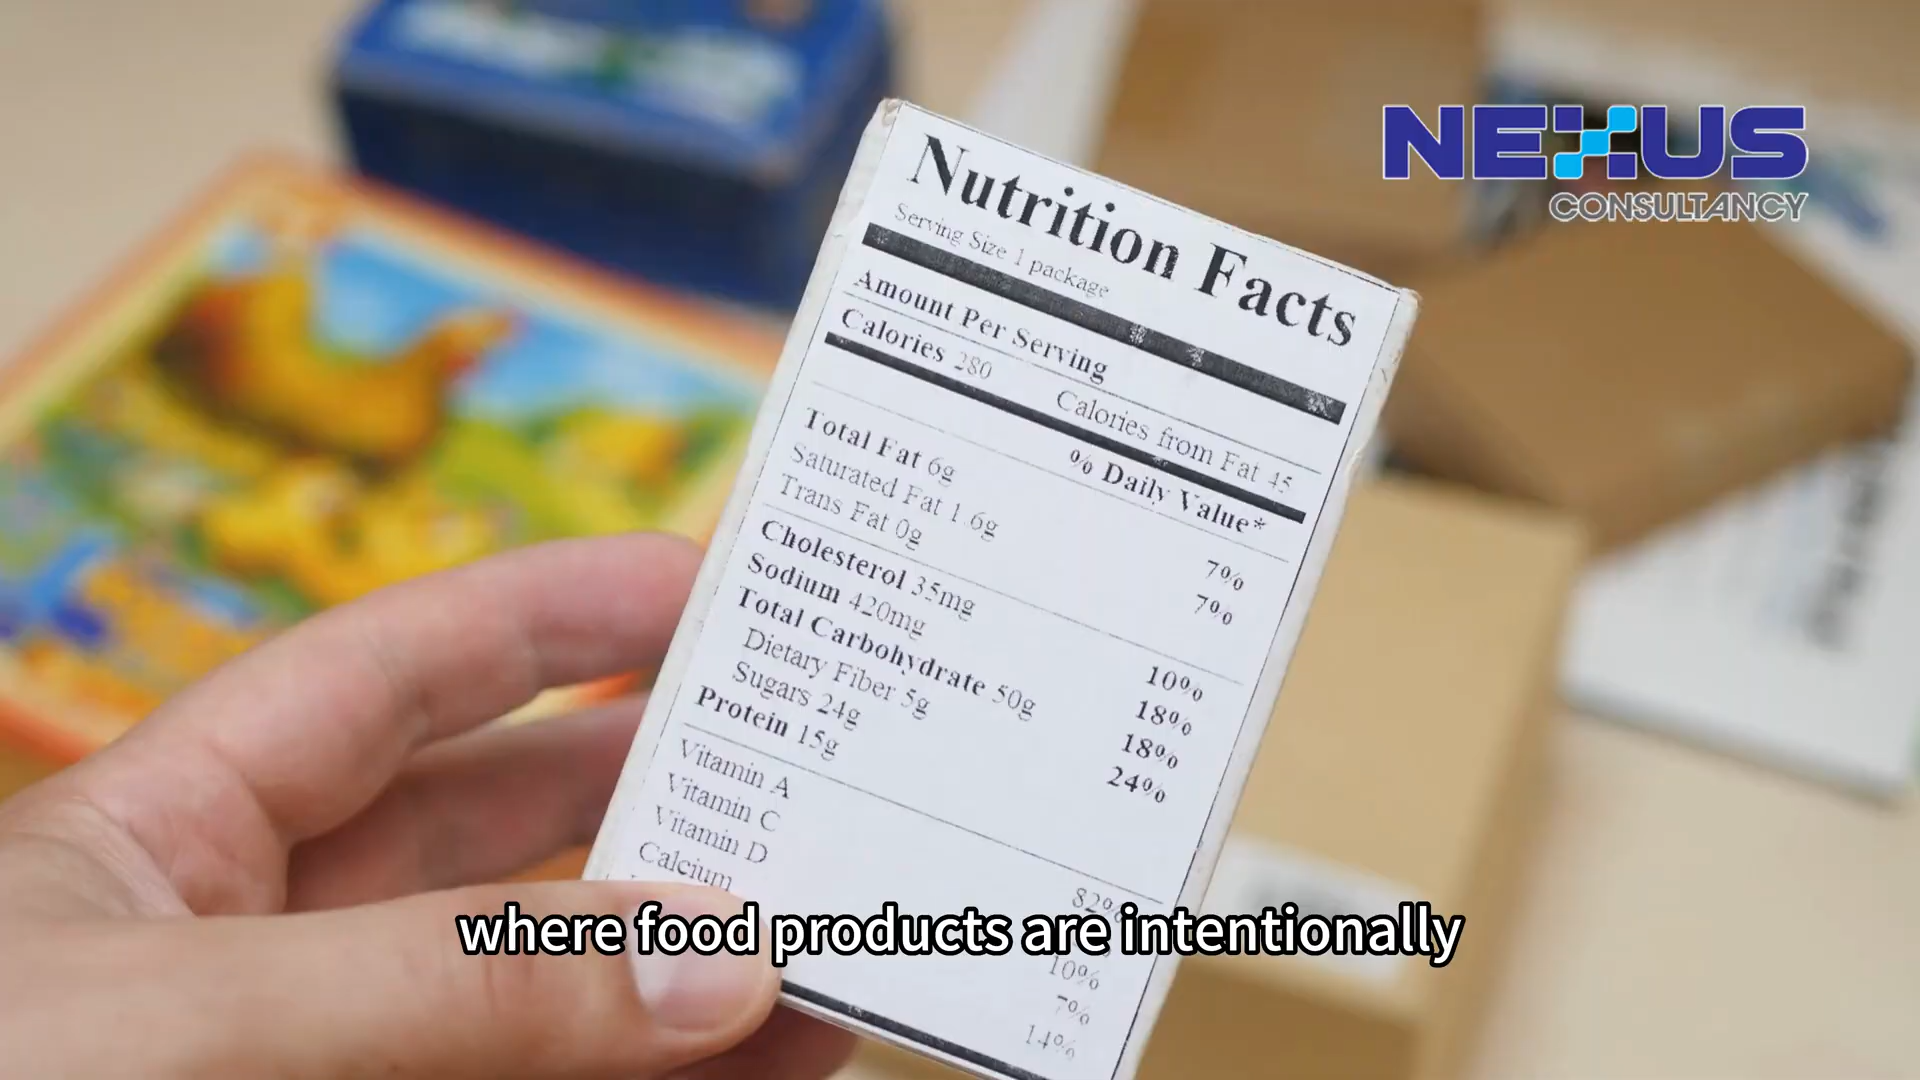 NEXUS
CONSULTANCY
Nutrition Facts
Serving Size 1 package
Amount Per Serving
Calories 280 Calories from Fat 45
% Daily Value*
Total Fat 6g 7%
Saturated Fat 1.6g 7%
Trans Fat 0g
Cholesterol 35mg 10%
Sodium 420mg 18%
Total Carbohydrate 50g 18%
Dietary Fiber 5g 24%
Sugars 24g
Protein 15g
Vitamin A 82%
Vitamin C
Vitamin D 10%
Calcium 7%
14%
where food products are intentionally